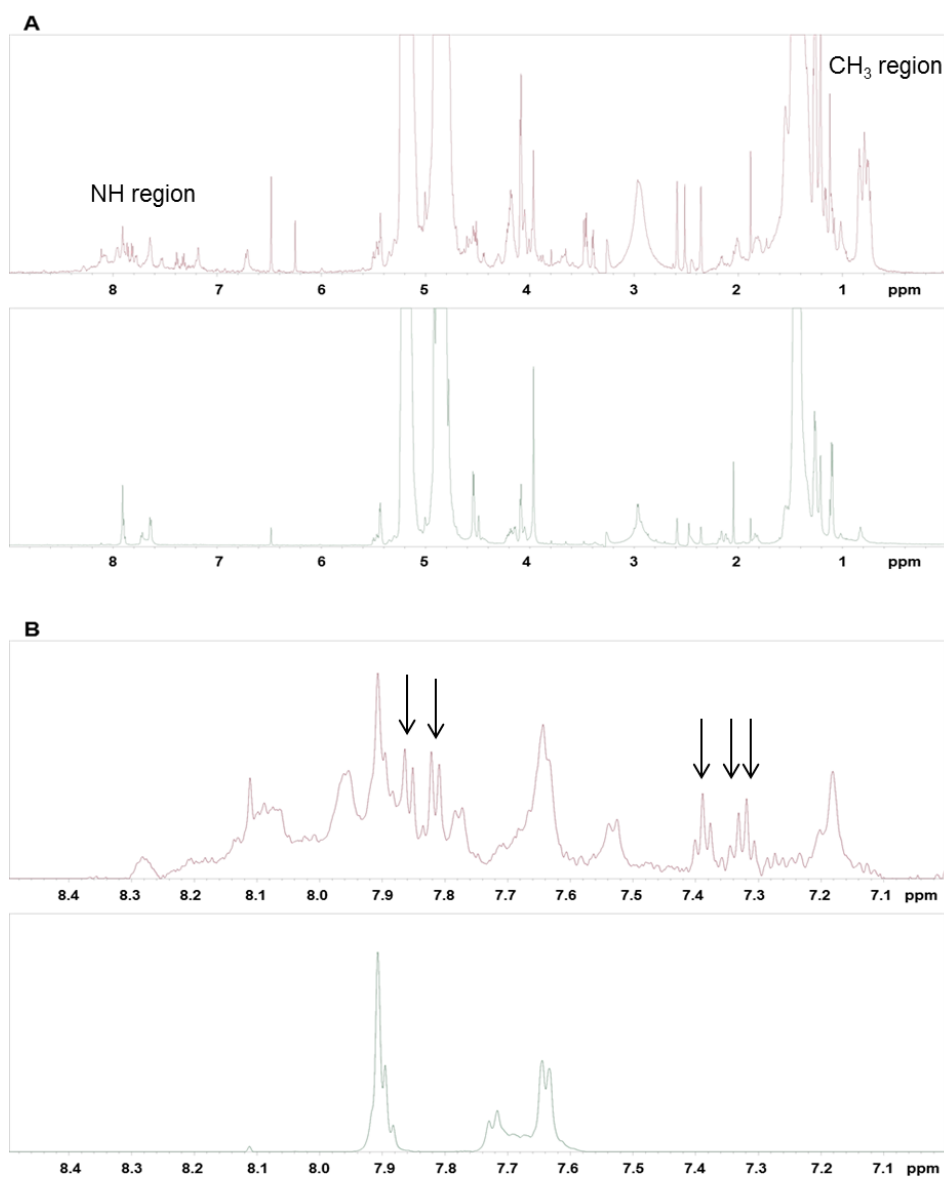 A
CH3 region
NH region
8 7 6 5 4 3 2 1 ppm
8 7 6 5 4 3 2 1 ppm
B
8.4 8.3 8.2 8.1 8.0 7.9 7.8 7.7 7.6 7.5 7.4 7.3 7.2 7.1 ppm
8.4 8.3 8.2 8.1 8.0 7.9 7.8 7.7 7.6 7.5 7.4 7.3 7.2 7.1 ppm